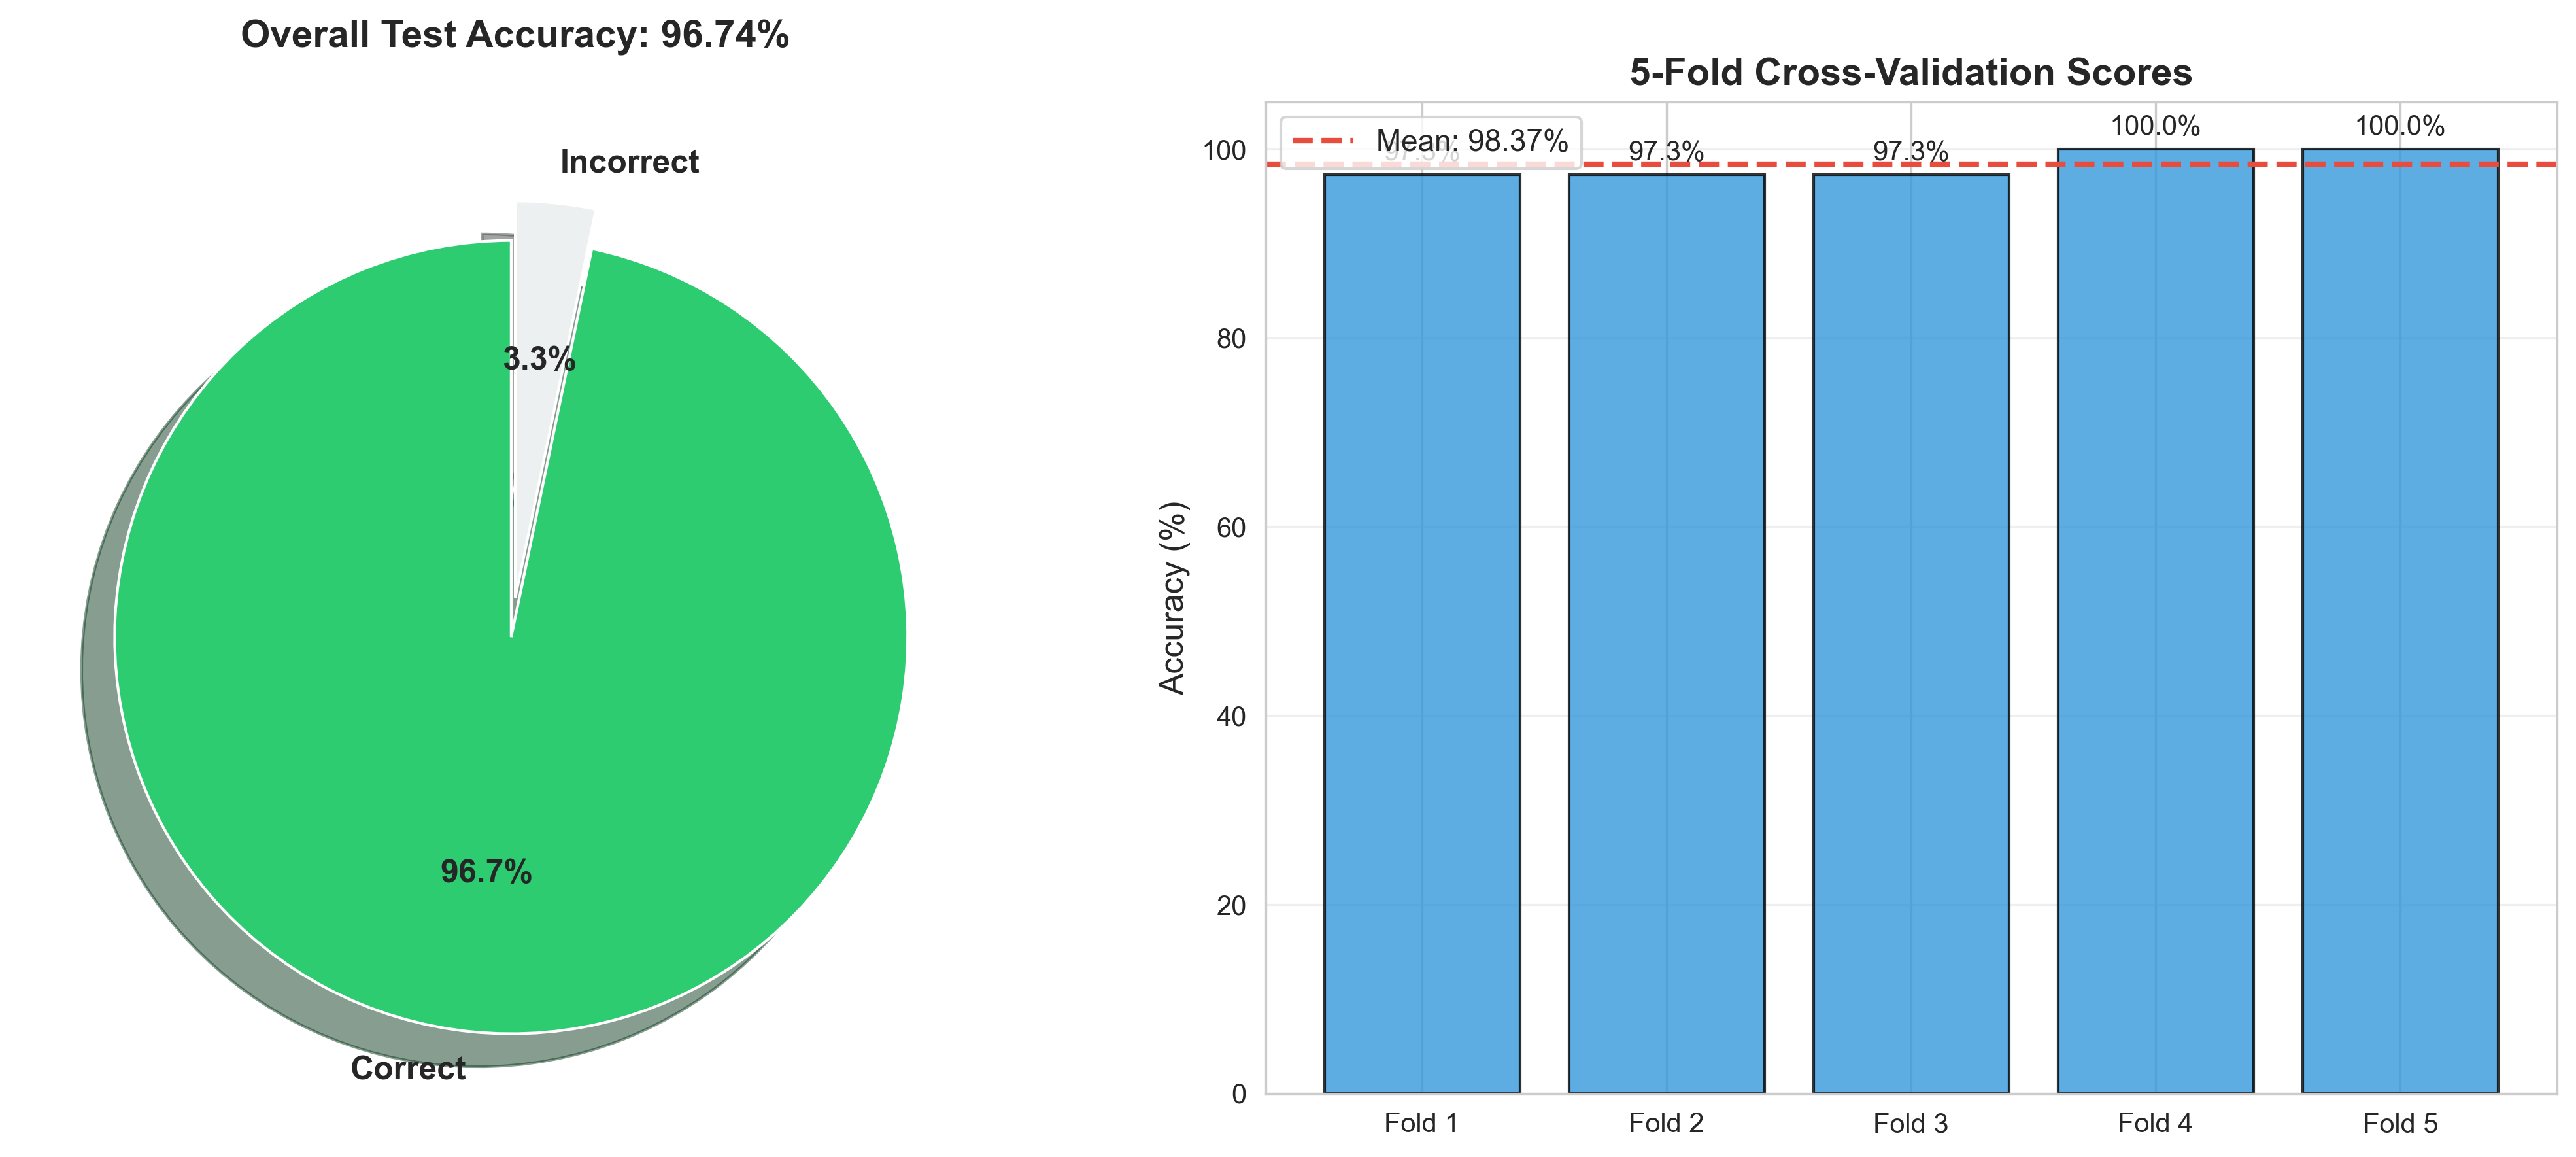 Overall Test Accuracy: 96.74%
Incorrect
3.3%
96.7%
Correct
5-Fold Cross-Validation Scores
Mean: 98.37%
97.3%
97.3%
97.3%
100.0%
100.0%
Accuracy (%)
100
80
60
40
20
0
Fold 1
Fold 2
Fold 3
Fold 4
Fold 5